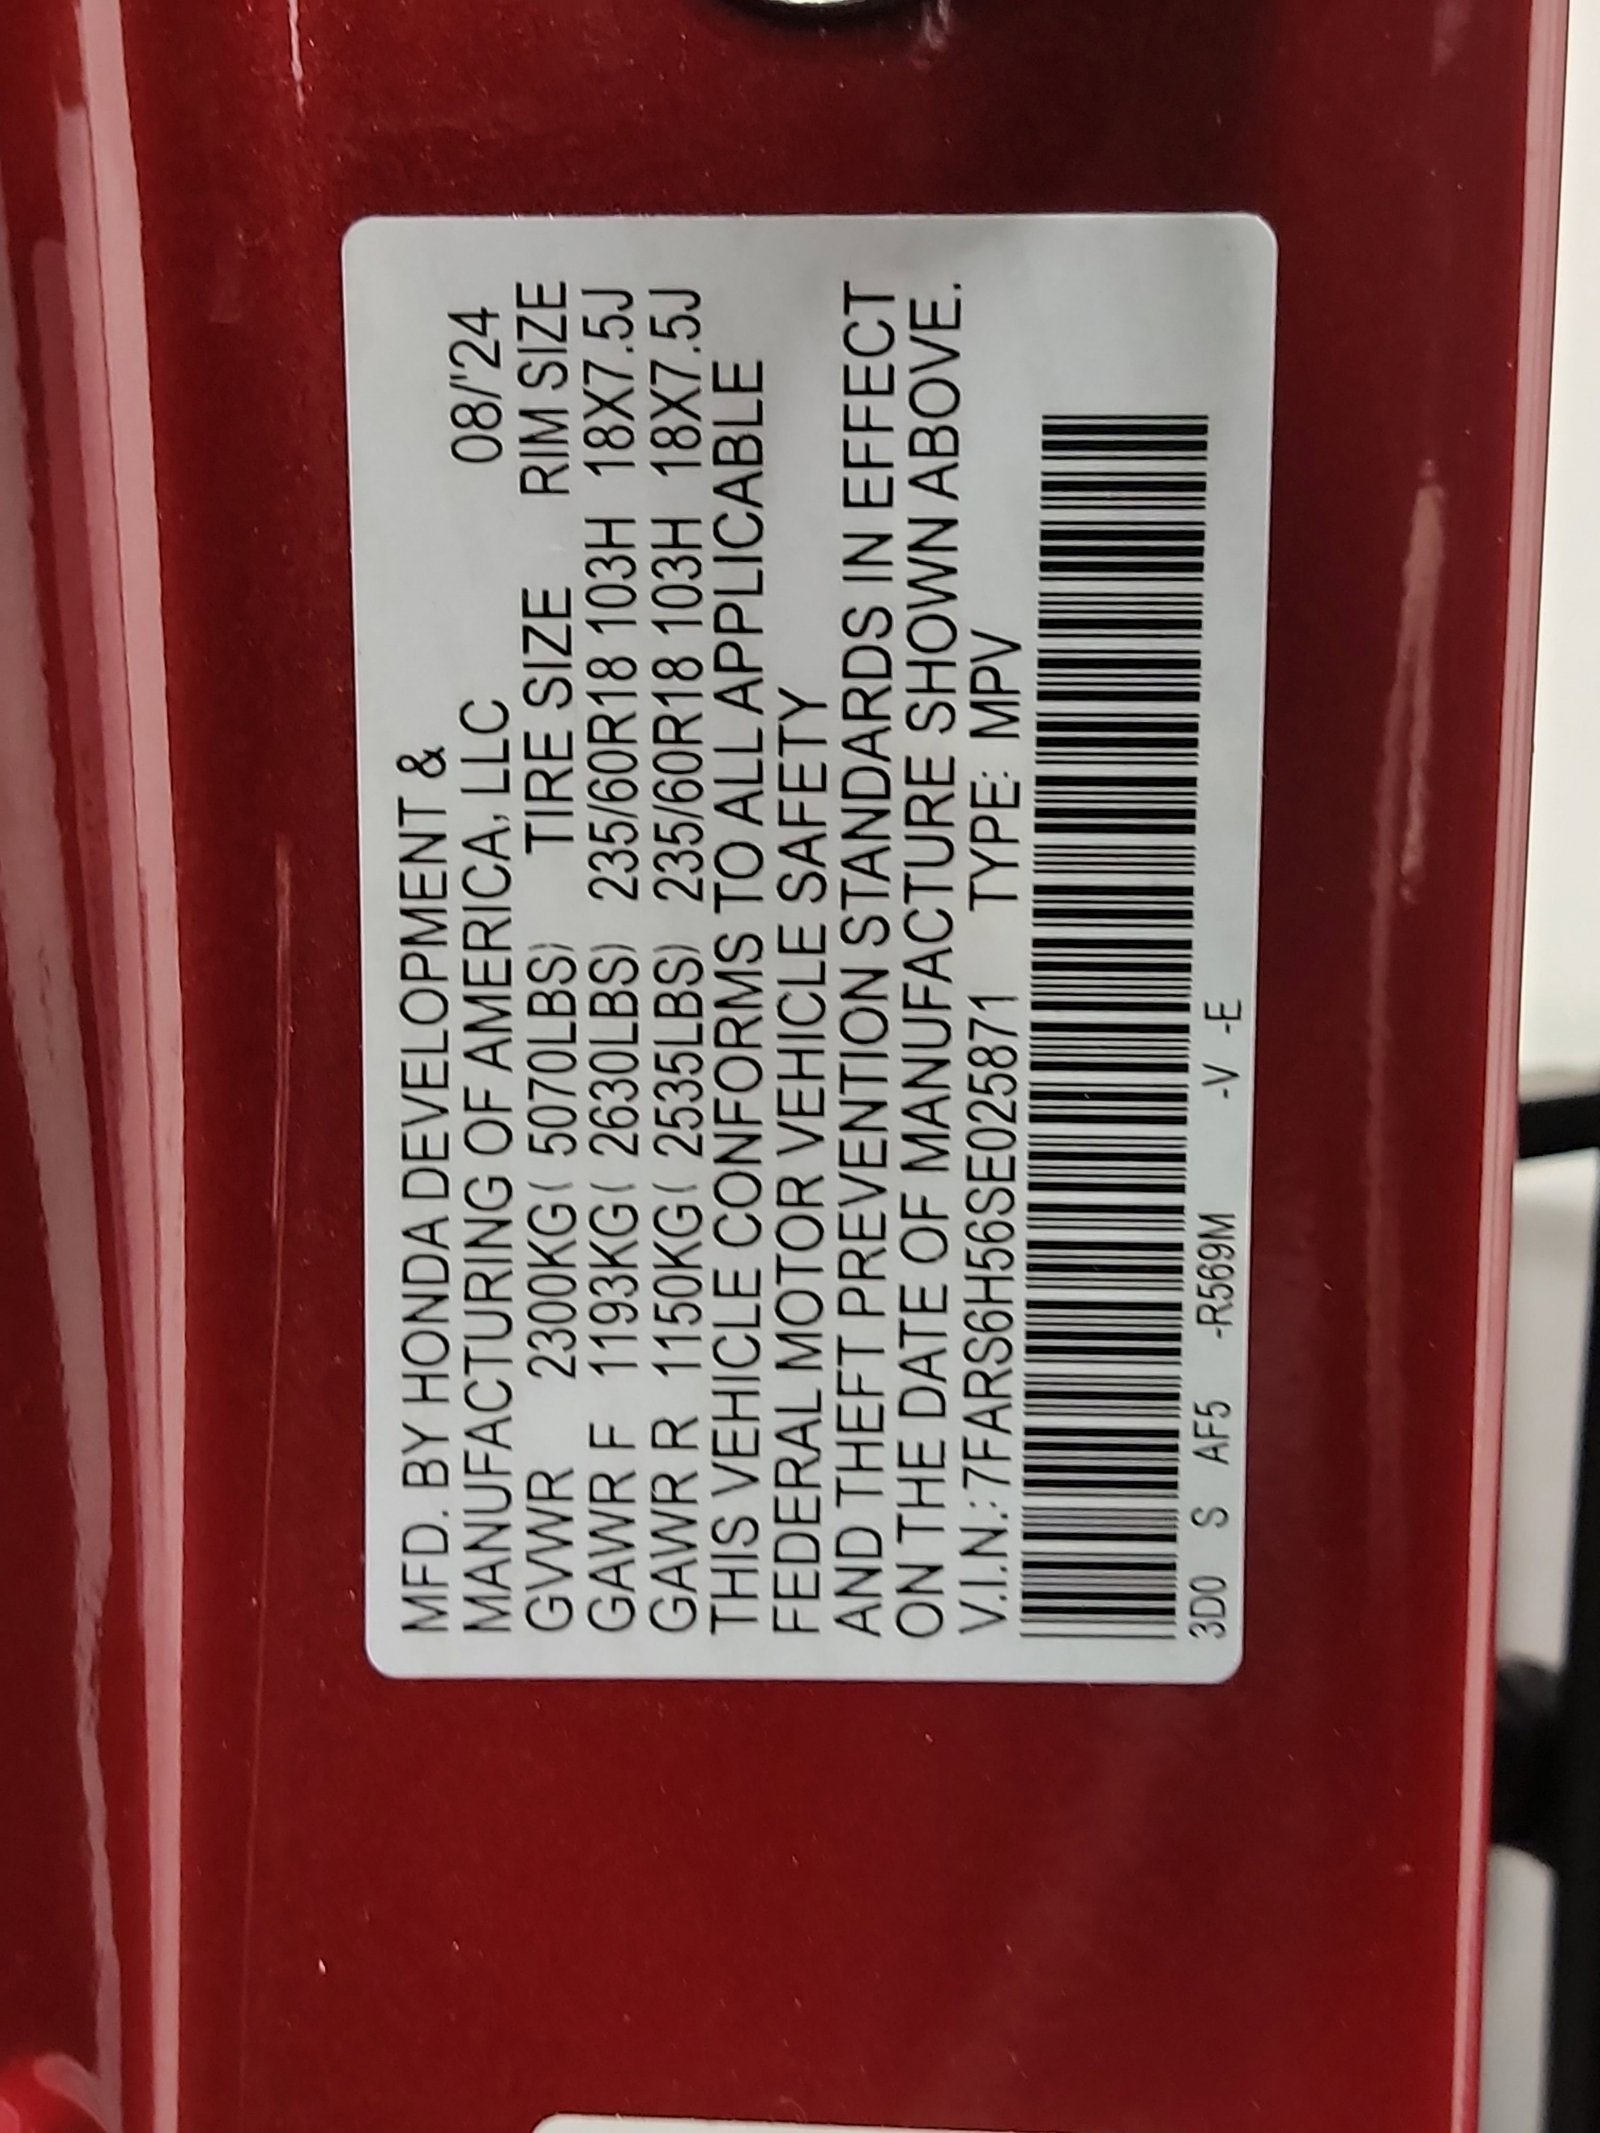 MFD. BY HONDA DEVELOPMENT &
MANUFACTURING OF AMERICA, LLC 08/'24
GVWR 2300KG( 5070LBS) TIRE SIZE RIM SIZE
GAWR F 1193KG( 2630LBS) 235/60R18 103H 18X7.5J
GAWR R 1150KG( 2535LBS) 235/60R18 103H 18X7.5J
THIS VEHICLE CONFORMS TO ALL APPLICABLE
FEDERAL MOTOR VEHICLE SAFETY
AND THEFT PREVENTION STANDARDS IN EFFECT
ON THE DATE OF MANUFACTURE SHOWN ABOVE.
V.I.N.: 7FARS6H56SE025871 TYPE: MPV
3D0 S AF5 -R569M -V -E